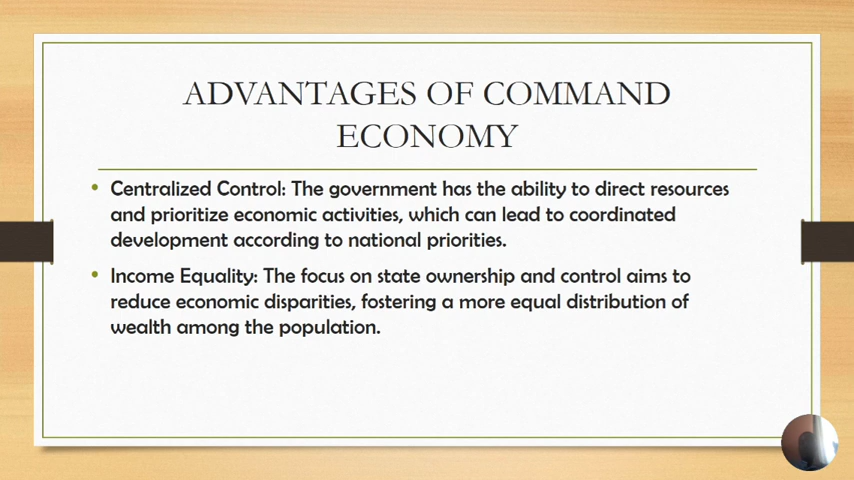 ADVANTAGES OF COMMAND
ECONOMY
• Centralized Control: The government has the ability to direct resources
and prioritize economic activities, which can lead to coordinated
development according to national priorities.
• Income Equality: The focus on state ownership and control aims to
reduce economic disparities, fostering a more equal distribution of
wealth among the population.